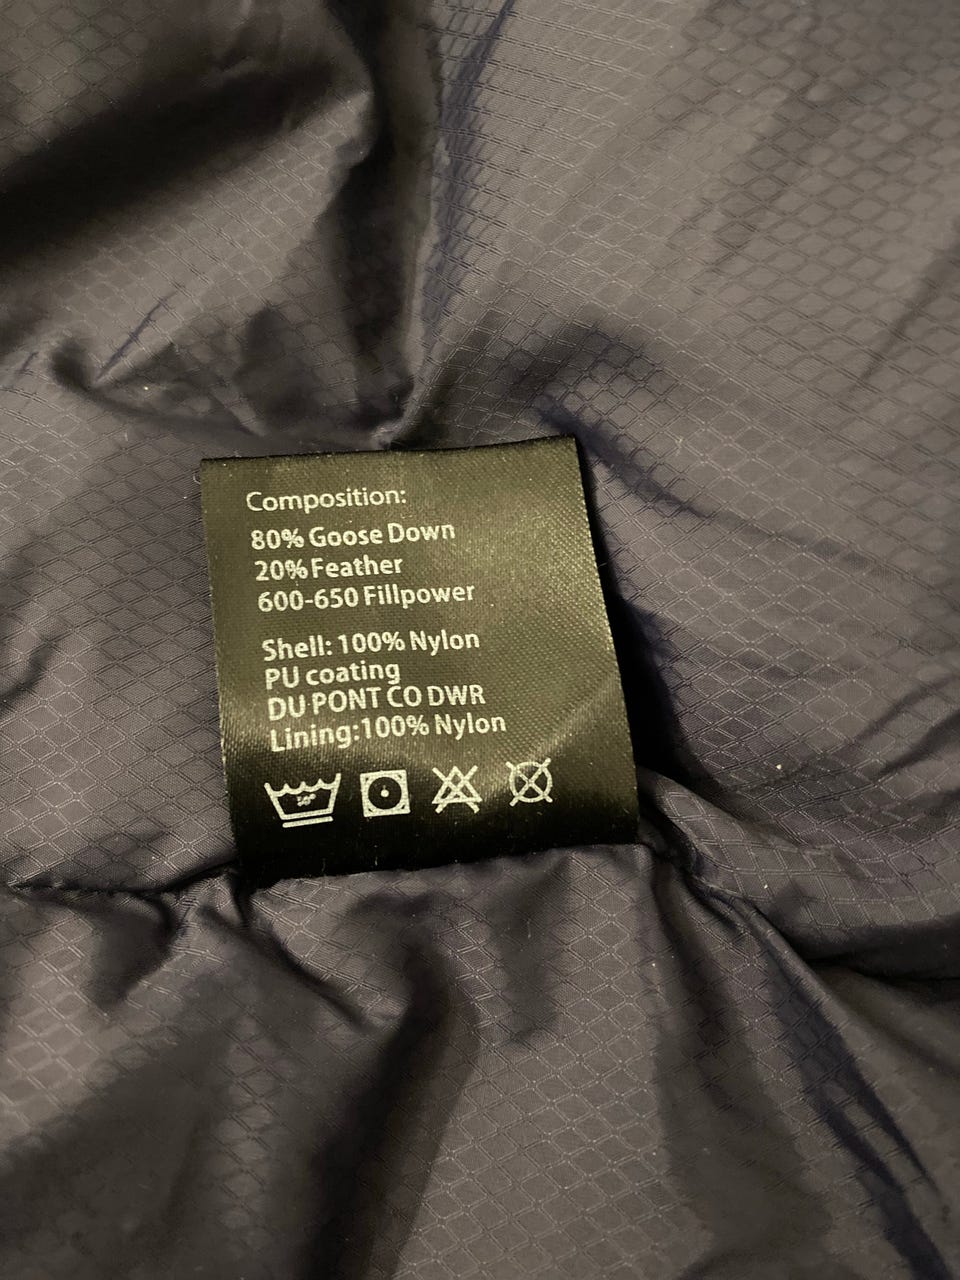 Composition:
80% Goose Down
20% Feather
600-650 Fillpower
Shell: 100% Nylon
PU coating
DU PONT CO DWR
Lining:100% Nylon
30°